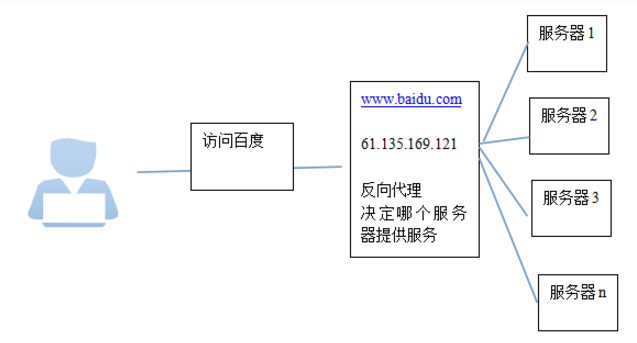 访问百度
www.baidu.com
61.135.169.121
反向代理
决定哪个服务
器提供服务
服务器 1
服务器 2
服务器 3
服务器 n